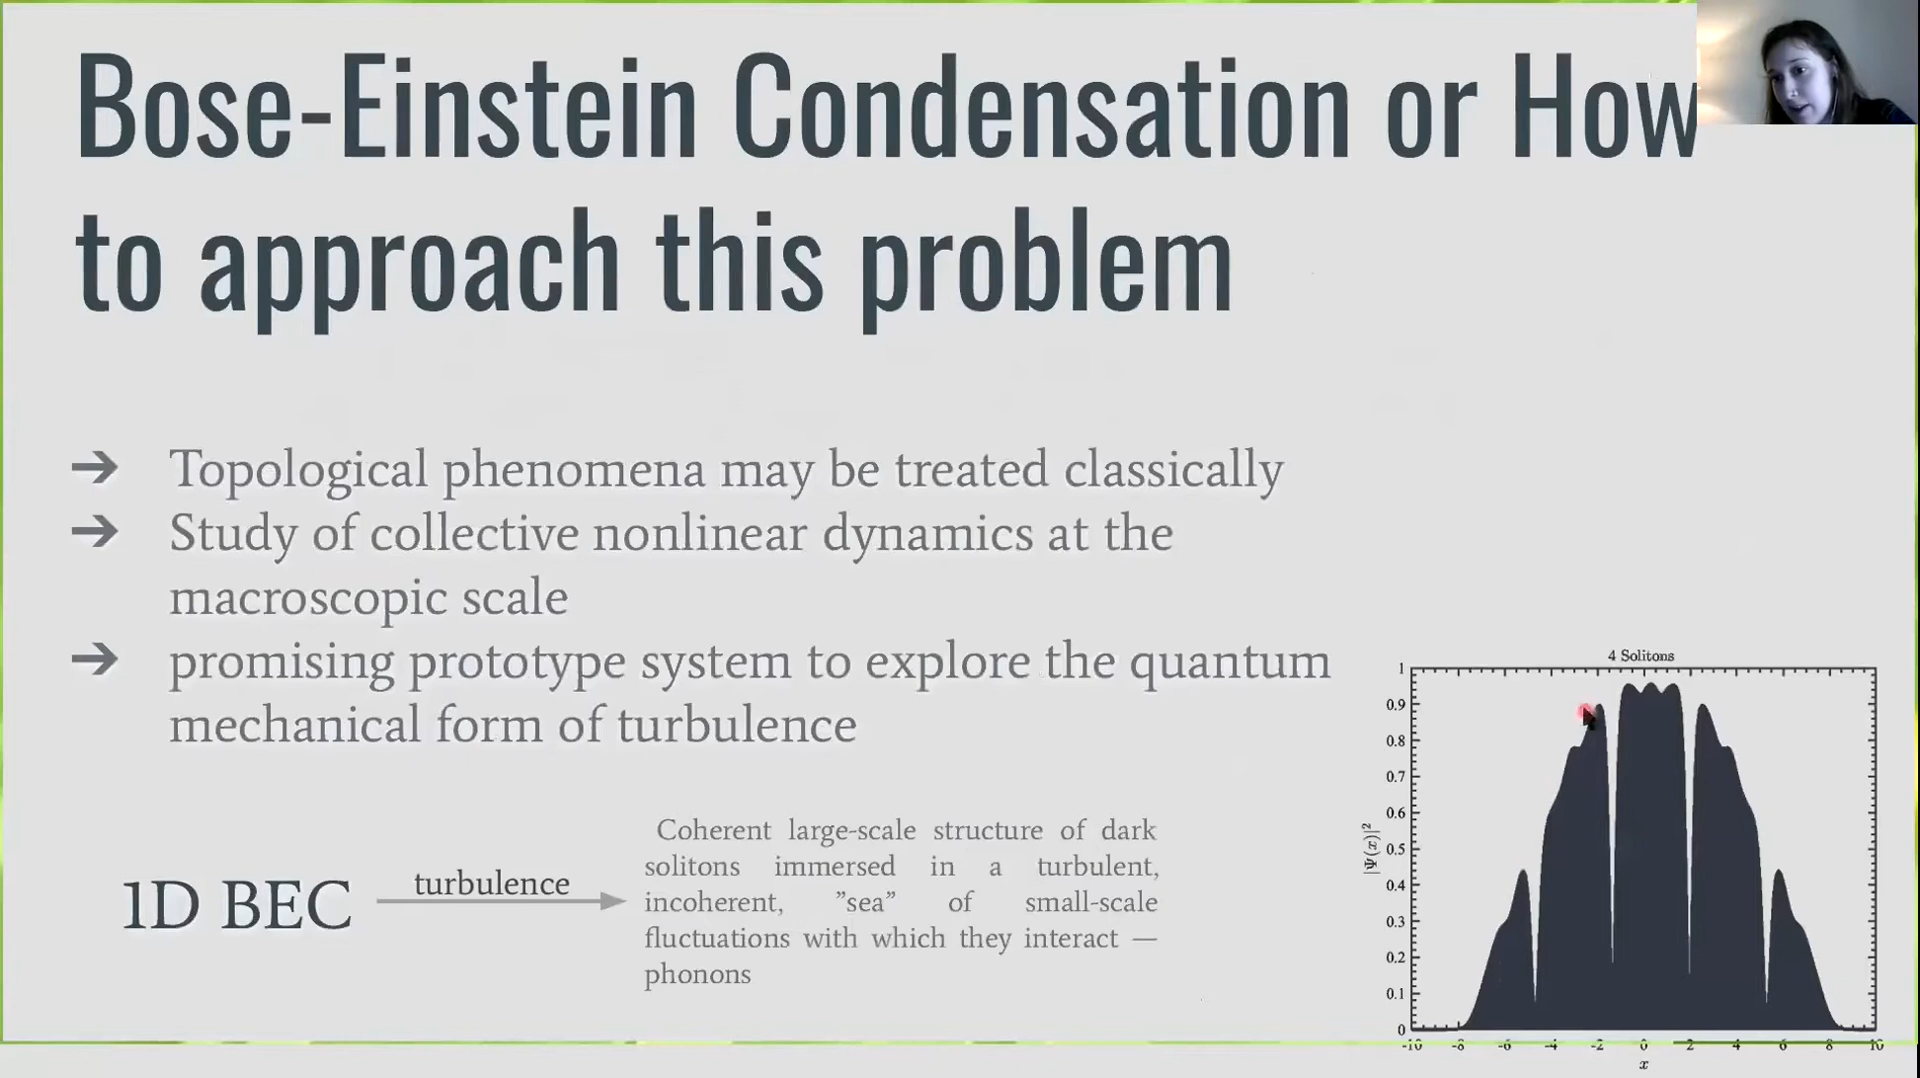 Bose-Einstein Condensation or How
to approach this problem
➔ Topological phenomena may be treated classically
➔ Study of collective nonlinear dynamics at the
macroscopic scale
➔ promising prototype system to explore the quantum
mechanical form of turbulence
1D BEC
turbulence
Coherent large-scale structure of dark
solitons immersed in a turbulent,
incoherent, ”sea” of small-scale
fluctuations with which they interact —
phonons
4 Solitons
1
0.9
0.8
0.7
0.6
0.5
0.4
0.3
0.2
0.1
0
|Ψ(x)|²
-10 -8 -6 -4 -2 0 2 4 6 8 10
x